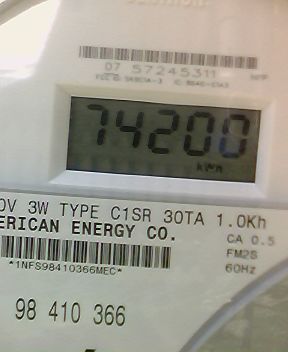 07 57245311
74200
kWh
0V 3W TYPE C1SR 30TA 1.0Kh
ERICAN ENERGY CO.
CA 0.5
FM2S
*1NFS98410366MEC*
60Hz
98 410 366